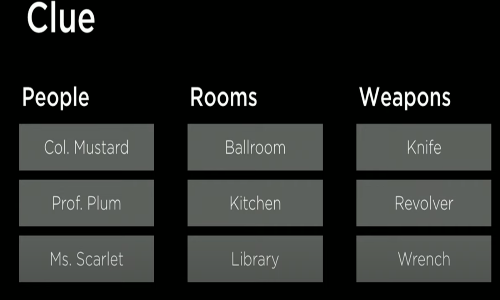 Clue
People Rooms Weapons
Col. Mustard Ballroom Knife
Prof. Plum Kitchen Revolver
Ms. Scarlet Library Wrench